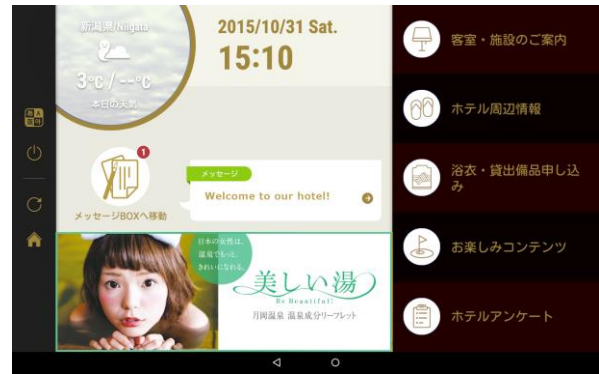 新潟県/Niigata
3℃ / --℃
本日の天気
2015/10/31 Sat.
15:10
1
メッセージBOXへ移動
メッセージ
Welcome to our hotel!
日本の女性は、
温泉でもっと、
きれいになれる。
美しい湯
Be Beautiful!
月岡温泉 温泉成分リーフレット
客室・施設のご案内
ホテル周辺情報
浴衣・貸出備品申し込
み
お楽しみコンテンツ
ホテルアンケート